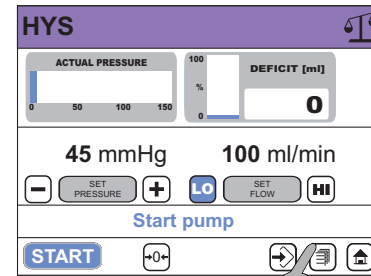 HYS
ACTUAL PRESSURE
0 50 100 150
100
%
0
DEFICIT [ml]
0
45 mmHg
100 ml/min
SET
PRESSURE
LO
SET
FLOW
HI
Start pump
START
→0←